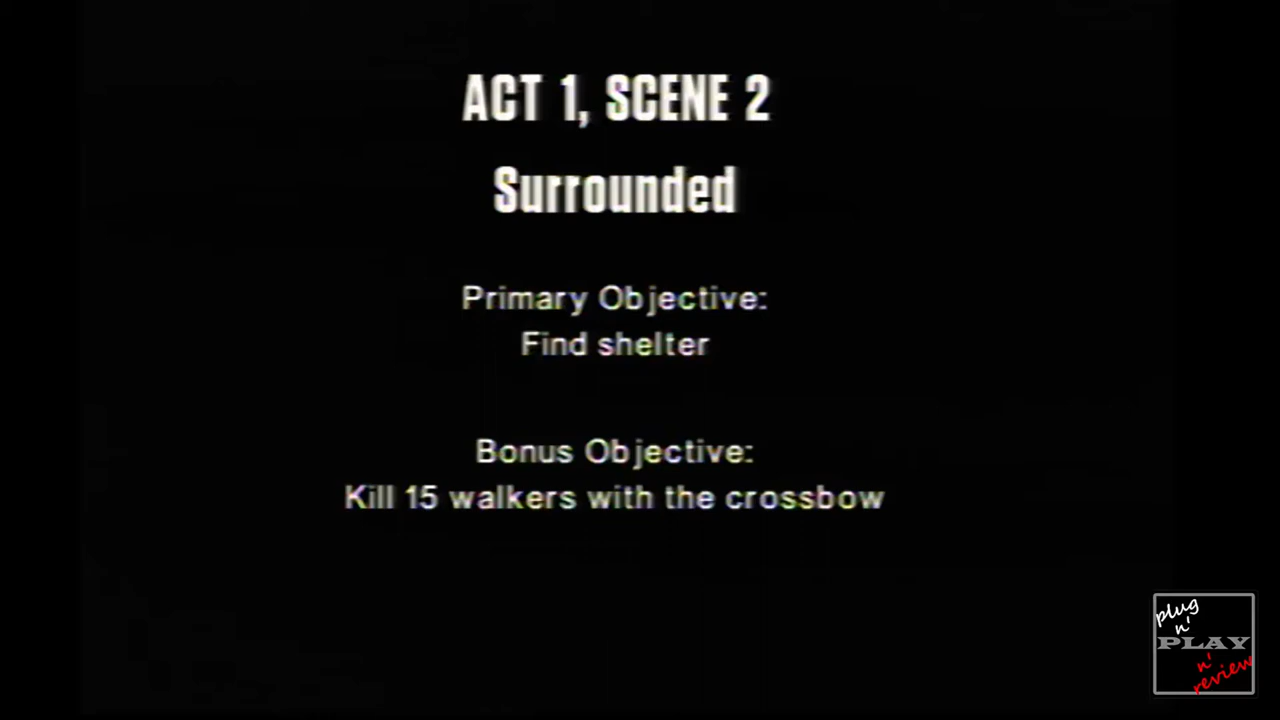 ACT 1, SCENE 2
Surrounded
Primary Objective:
Find shelter
Bonus Objective:
Kill 15 walkers with the crossbow
plug
n'
PLAY
n'
review